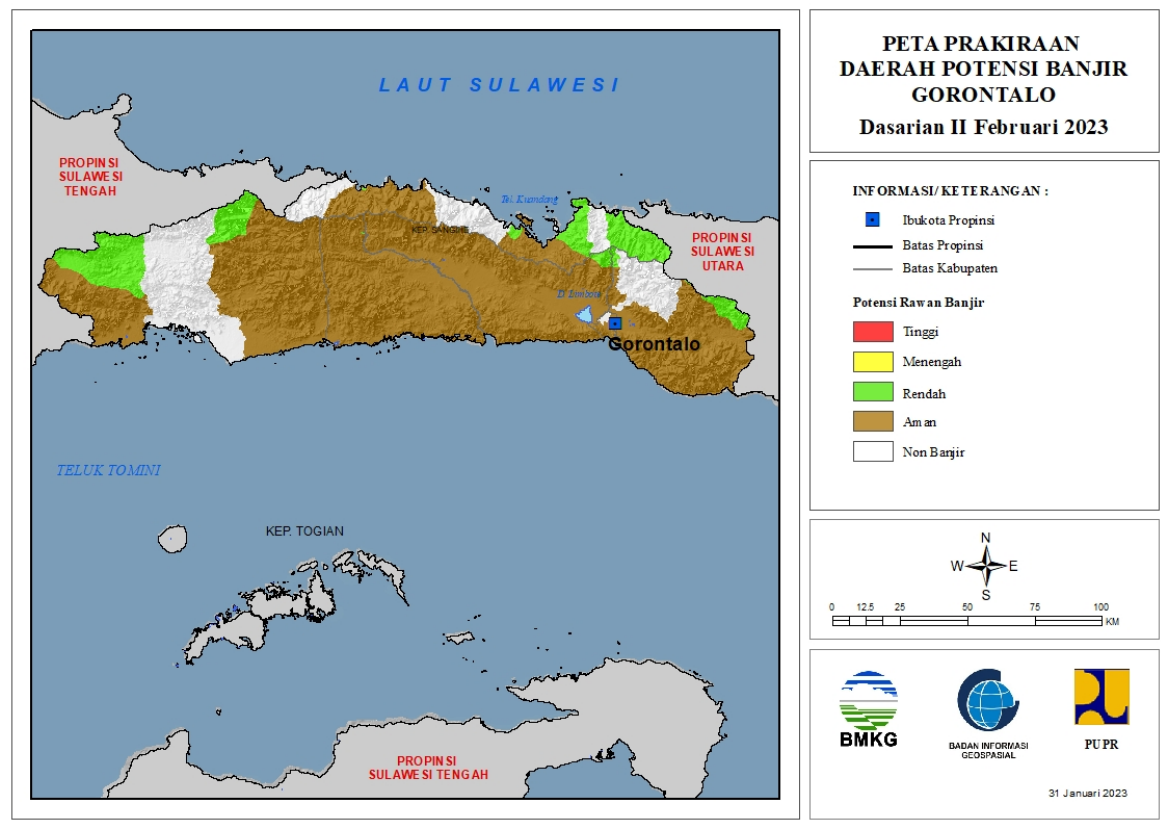 LAUT SULAWESI
PROPINSI
SULAWESI
TENGAH
Tel. Kuandang
KEP. SANGIHE
PROPINSI
SULAWESI
UTARA
D. Limboto
Gorontalo
TELUK TOMINI
KEP. TOGIAN
PROPINSI
SULAWESI TENGAH
PETA PRAKIRAAN
DAERAH POTENSI BANJIR
GORONTALO
Dasarian II Februari 2023
INFORMASI/KETERANGAN :
Ibukota Propinsi
Batas Propinsi
Batas Kabupaten
Potensi Rawan Banjir
Tinggi
Menengah
Rendah
Aman
Non Banjir
N
W E
S
0 12.5 25 50 75 100
KM
BMKG
BADAN INFORMASI
GEOSPASIAL
PUPR
31 Januari 2023